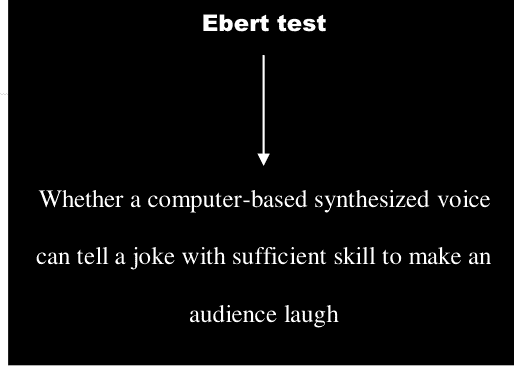 Ebert test
Whether a computer-based synthesized voice
can tell a joke with sufficient skill to make an
audience laugh